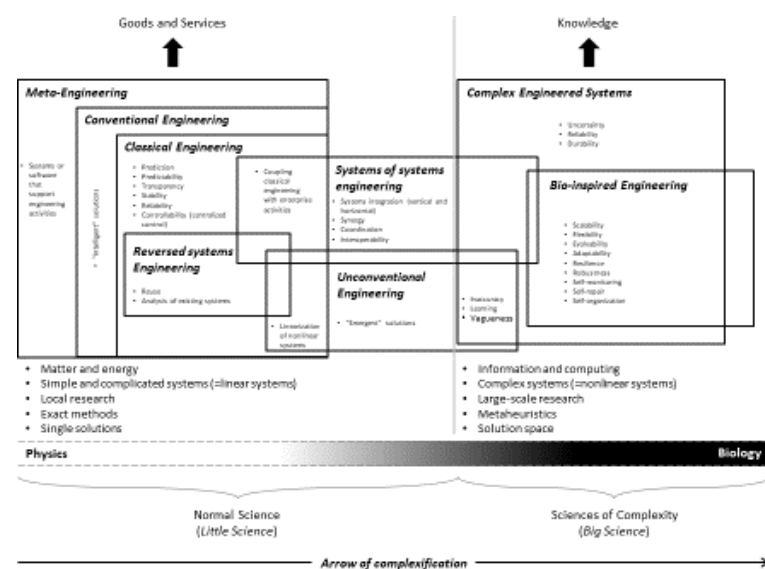 Goods and Services
Knowledge
Meta-Engineering
Conventional Engineering
Classical Engineering
• Systems or
software
that
support
engineering
activities
• "Intelligent" solutions
• Prediction
• Predictability
• Transparency
• Stability
• Reliability
• Controllability (centralized
control)
• Coupling
classical
engineering
with enterprise
activities
Reversed systems
Engineering
• Reuse
• Analysis of existing systems
Systems of systems
engineering
• Systems integration (vertical and
horizontal)
• Synergy
• Coordination
• Interoperability
Unconventional
Engineering
• Linearization
of nonlinear
systems
• "Emergent" solutions
Complex Engineered Systems
• Uncertainty
• Reliability
• Durability
Bio-inspired Engineering
• Scalability
• Flexibility
• Evolvability
• Adaptability
• Resilience
• Robustness
• Self-monitoring
• Self-repair
• Self-organization
• Inaccuracy
• Learning
• Vagueness
• Matter and energy
• Simple and complicated systems (=linear systems)
• Local research
• Exact methods
• Single solutions
• Information and computing
• Complex systems (=nonlinear systems)
• Large-scale research
• Metaheuristics
• Solution space
Physics
Biology
Normal Science
(Little Science)
Sciences of Complexity
(Big Science)
Arrow of complexification